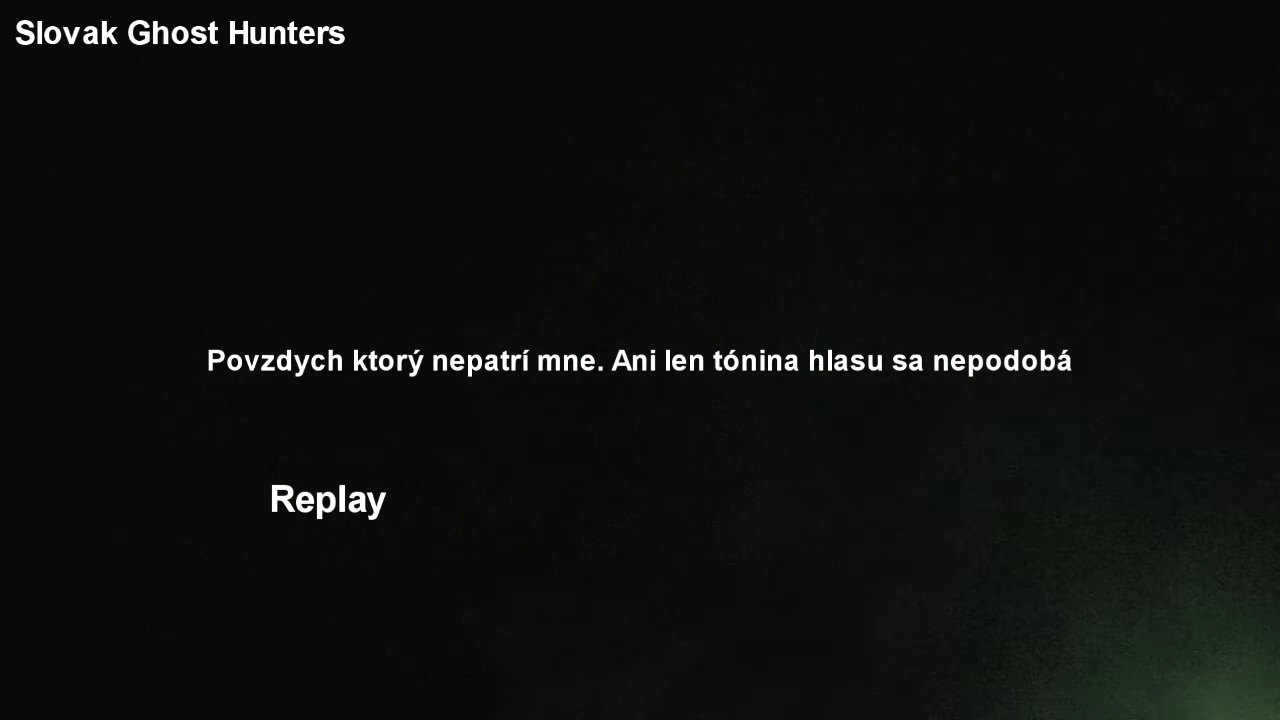 Slovak Ghost Hunters
Povzdych ktorý nepatrí mne. Ani len tónina hlasu sa nepodobá
Replay